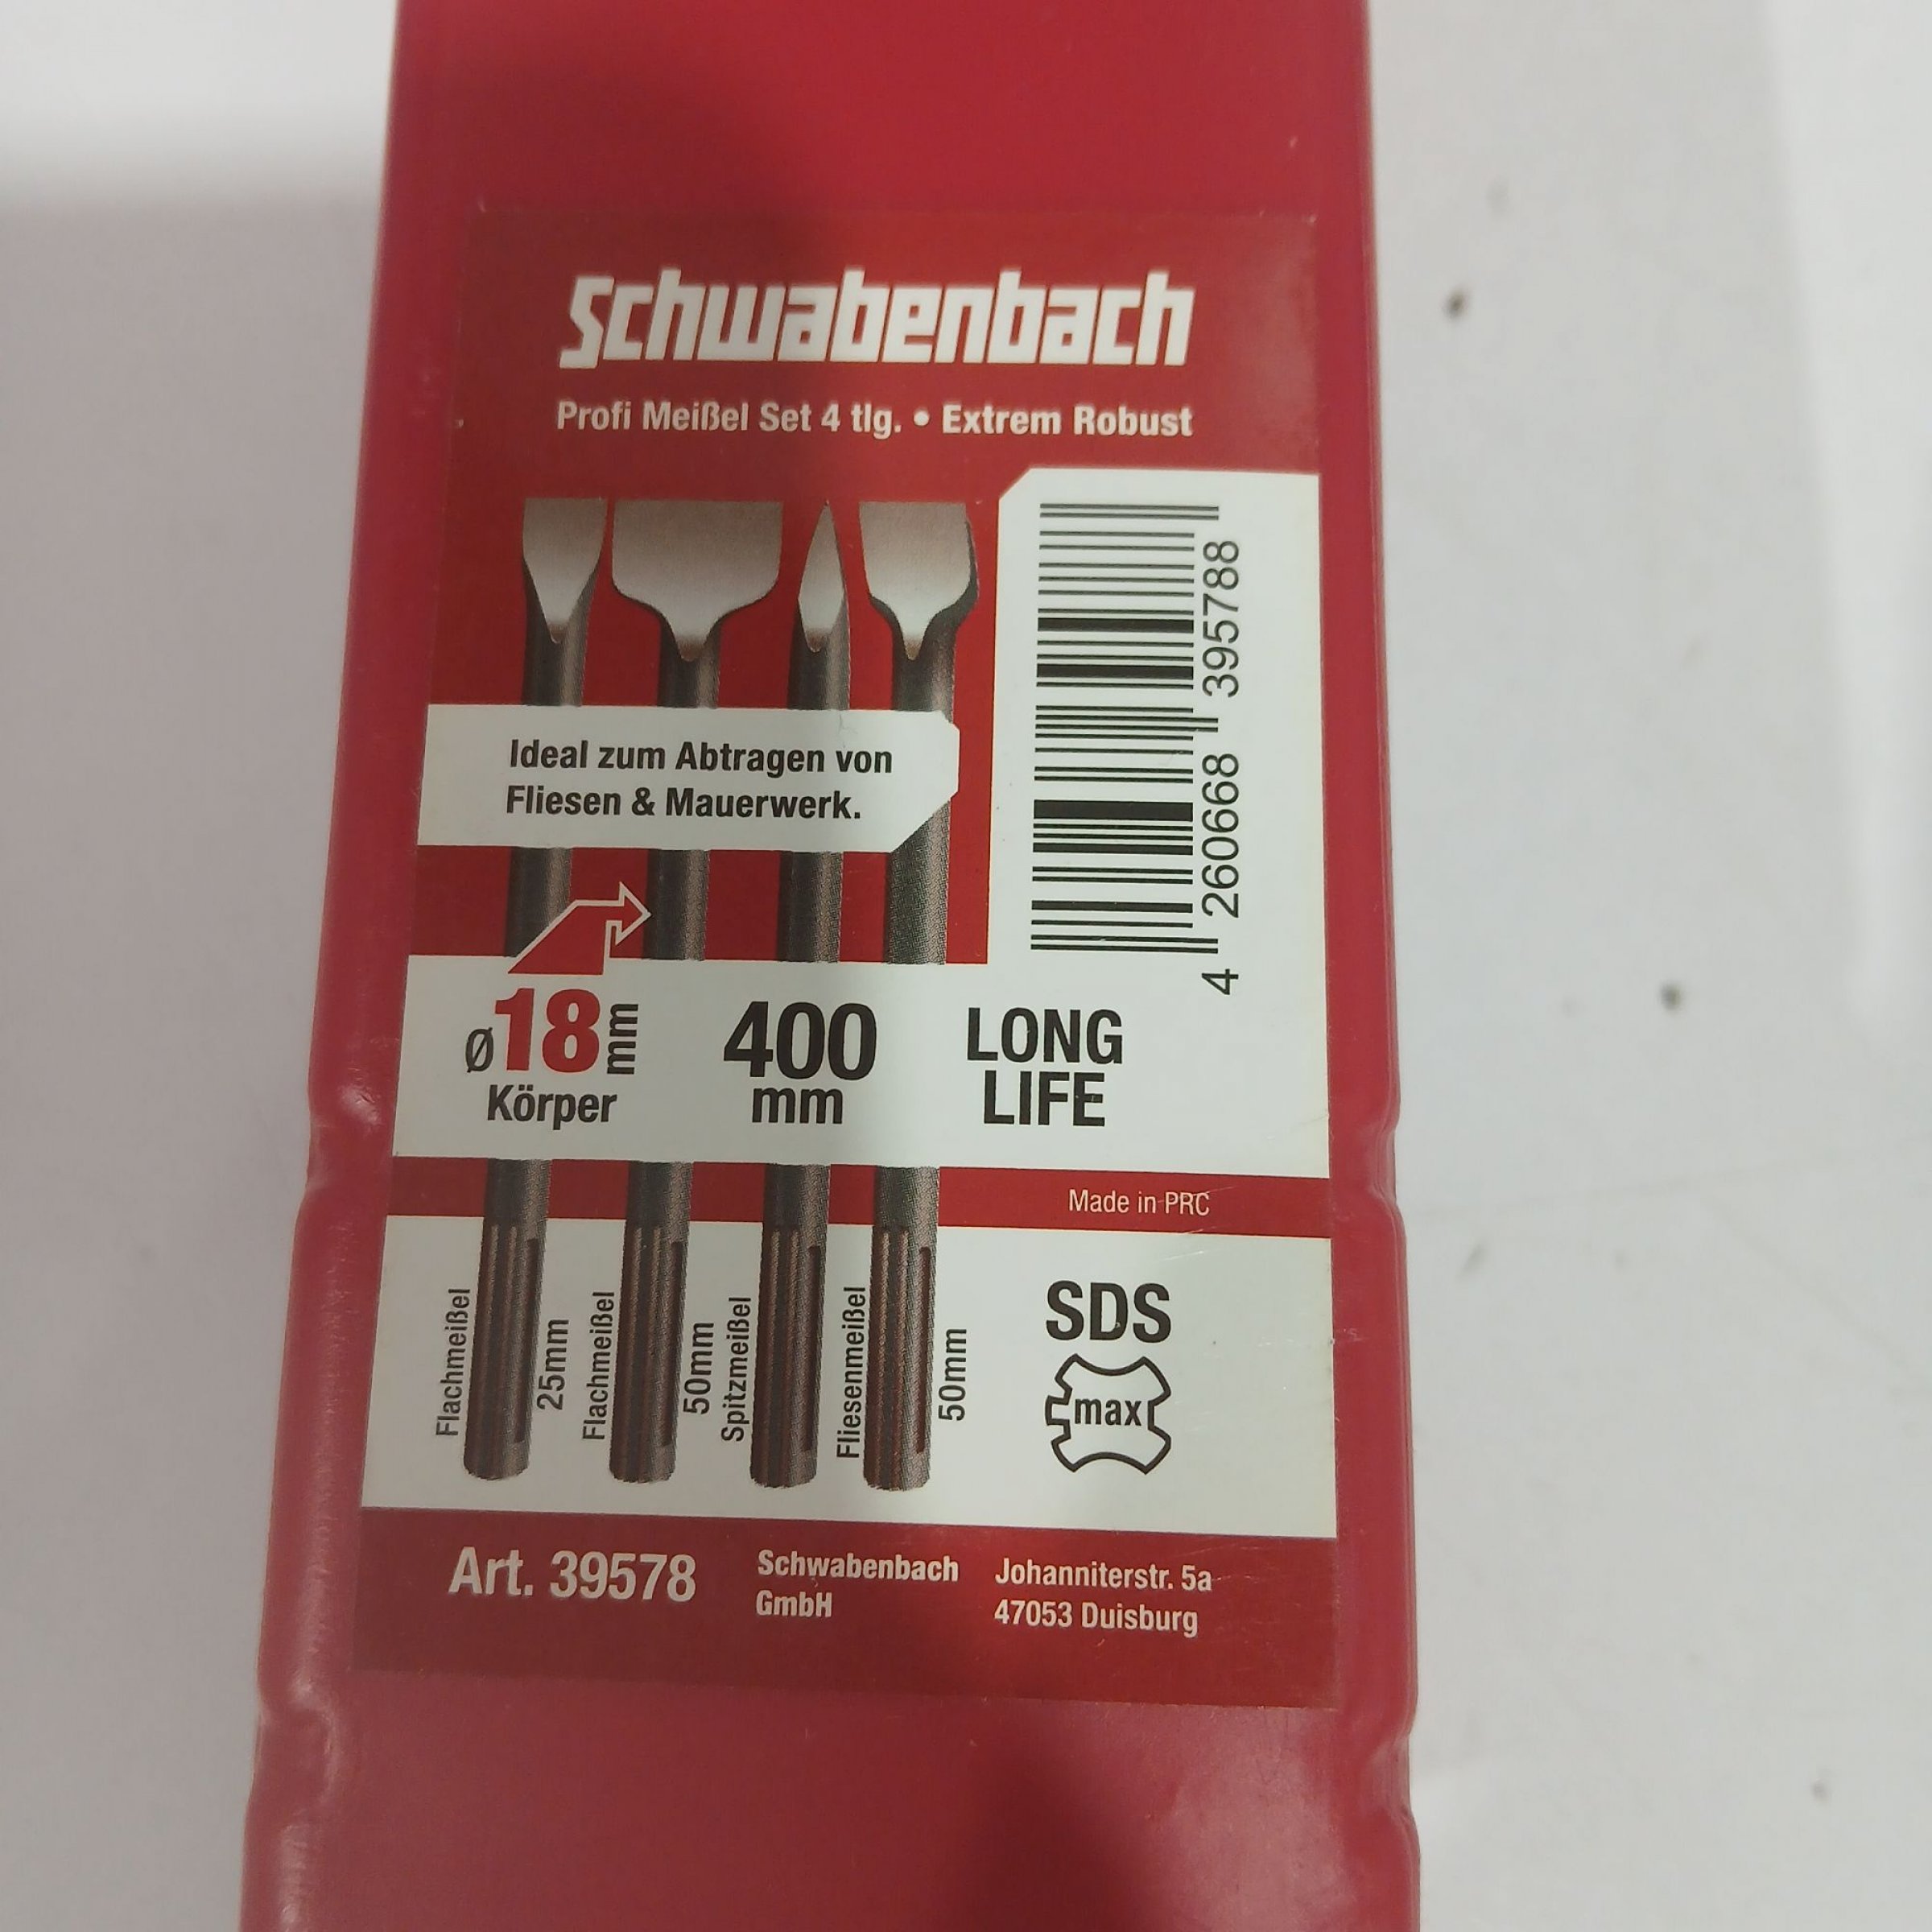 Schwabenbach
Profi Meißel Set 4 tlg. • Extrem Robust
4 260668 395788
Ideal zum Abtragen von
Fliesen & Mauerwerk.
Ø18mm
Körper
400
mm
LONG
LIFE
Made in PRC
Flachmeißel
25mm
Flachmeißel
50mm
Spitzmeißel
Fliesenmeißel
50mm
SDS
max
Art. 39578
Schwabenbach
GmbH
Johanniterstr. 5a
47053 Duisburg